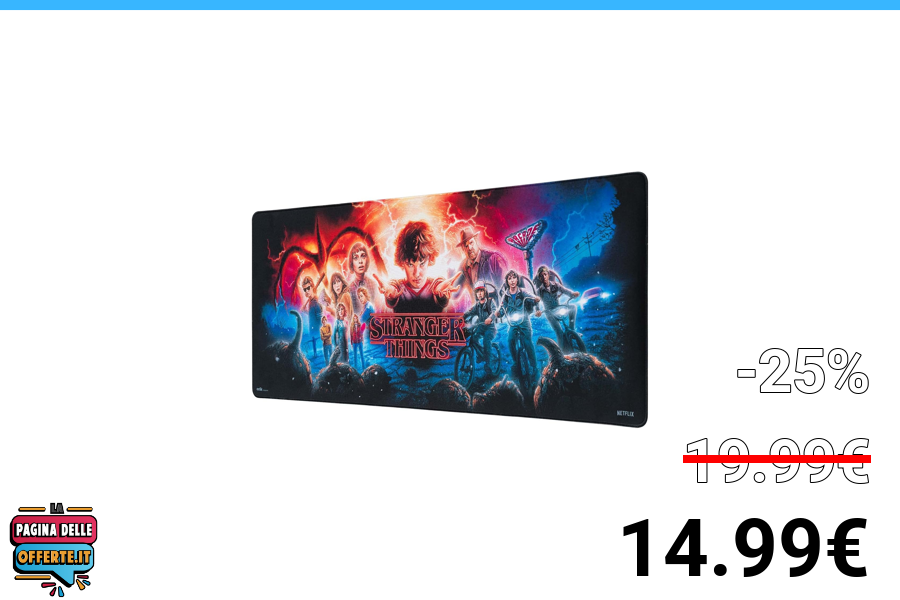 STRANGER
THINGS
NETFLIX
-25%
19.99€
14.99€
LA
PAGINA DELLE
OFFERTE.IT